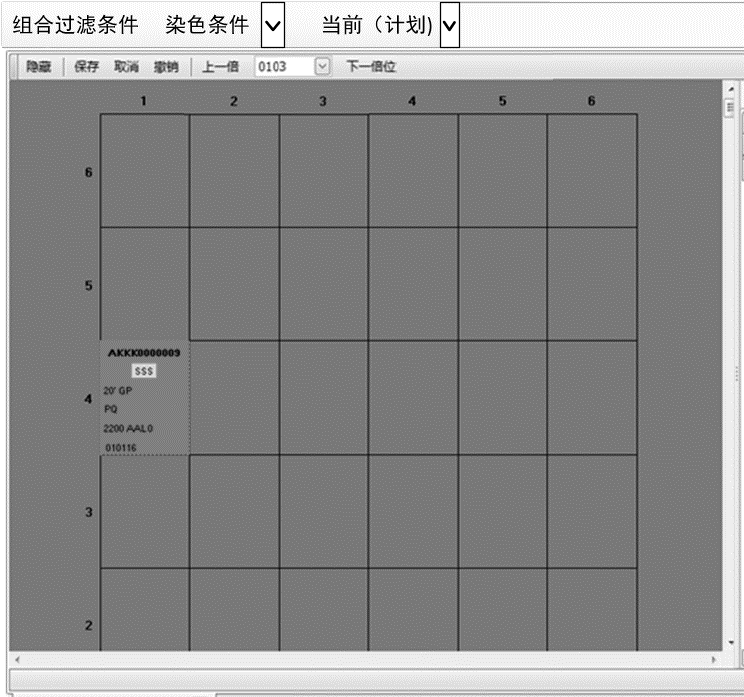 组合过滤条件 染色条件 当前（计划)
隐藏 保存 取消 撤销 上一倍 0103 下一倍位
1 2 3 4 5 6
6
5
AKKK0000009
SSS
20' GP
4
PQ
2200 AAL0
010116
3
2